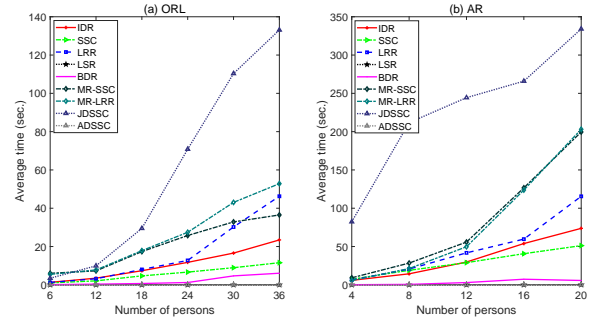 (a) ORL
140
120
100
80
60
40
20
0
6 12 18 24 30 36
Average time (sec.)
Number of persons
IDR
SSC
LRR
LSR
BDR
MR-SSC
MR-LRR
JDSSC
ADSSC
(b) AR
350
300
250
200
150
100
50
0
4 8 12 16 20
Average time (sec.)
Number of persons
IDR
SSC
LRR
LSR
BDR
MR-SSC
MR-LRR
JDSSC
ADSSC